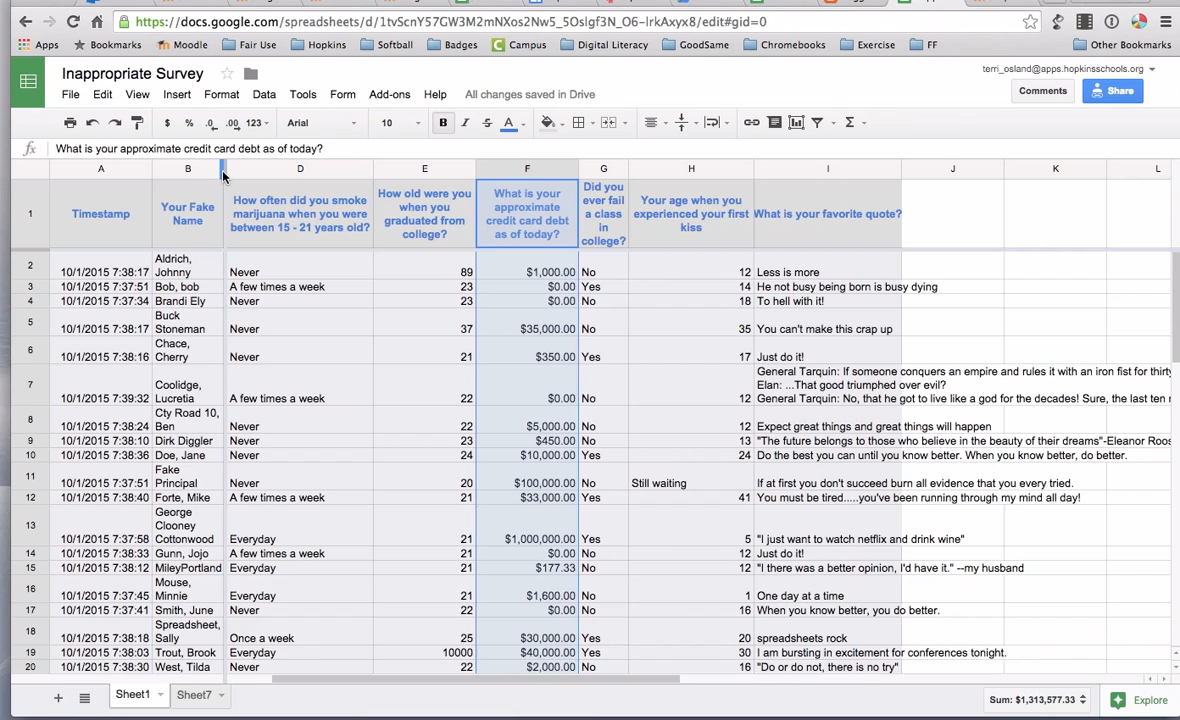 https://docs.google.com/spreadsheets/d/1tvScnY57GW3M2mNXos2Nw5_5Oslgf3N_O6-lrkAxyx8/edit#gid=0
Apps Bookmarks Moodle Fair Use Hopkins Softball Badges Campus Digital Literacy GoodSame Chromebooks Exercise FF Other Bookmarks
Inappropriate Survey terri_osland@apps.hopkinsschools.org
File Edit View Insert Format Data Tools Form Add-ons Help All changes saved in Drive Comments Share
$ % .0 .00 123 Arial 10 B I S A Σ
fx What is your approximate credit card debt as of today?
A B D E F G H I J K L
1 Timestamp Your Fake Name How often did you smoke marijuana when you were between 15 - 21 years old? How old were you when you graduated from college? What is your approximate credit card debt as of today? Did you ever fail a class in college? Your age when you experienced your first kiss What is your favorite quote?
2 10/1/2015 7:38:17 Aldrich, Johnny Never 89 $1,000.00 No 12 Less is more
3 10/1/2015 7:37:51 Bob, bob A few times a week 23 $0.00 Yes 14 He not busy being born is busy dying
4 10/1/2015 7:37:34 Brandi Ely Never 23 $0.00 No 18 To hell with it!
5 10/1/2015 7:38:17 Buck Stoneman Never 37 $35,000.00 No 35 You can't make this crap up
6 10/1/2015 7:38:16 Chace, Cherry Never 21 $350.00 Yes 17 Just do it!
General Tarquin: If someone conquers an empire and rules it with an iron fist for thirty
Elan: ...That good triumphed over evil?
7 10/1/2015 7:39:32 Coolidge, Lucretia A few times a week 22 $0.00 No 12 General Tarquin: No, that he got to live like a god for the decades! Sure, the last ten
8 10/1/2015 7:38:24 Cty Road 10, Ben Never 22 $5,000.00 No 12 Expect great things and great things will happen
9 10/1/2015 7:38:10 Dirk Diggler Never 23 $450.00 No 13 "The future belongs to those who believe in the beauty of their dreams"-Eleanor Roos
10 10/1/2015 7:38:36 Doe, Jane Never 24 $10,000.00 Yes 24 Do the best you can until you know better. When you know better, do better.
11 10/1/2015 7:37:51 Fake Principal Never 20 $100,000.00 No Still waiting If at first you don't succeed burn all evidence that you every tried.
12 10/1/2015 7:38:40 Forte, Mike A few times a week 21 $33,000.00 Yes 41 You must be tired.....you've been running through my mind all day!
13 10/1/2015 7:37:58 George Clooney Cottonwood Everyday 21 $1,000,000.00 Yes 5 "I just want to watch netflix and drink wine"
14 10/1/2015 7:38:33 Gunn, Jojo A few times a week 21 $0.00 No 12 Just do it!
15 10/1/2015 7:38:12 MileyPortland Everyday 21 $177.33 No 12 "I there was a better opinion, I'd have it." --my husband
16 10/1/2015 7:37:45 Mouse, Minnie Everyday 21 $1,600.00 No 1 One day at a time
17 10/1/2015 7:37:41 Smith, June Never 22 $0.00 No 16 When you know better, you do better.
18 10/1/2015 7:38:18 Spreadsheet, Sally Once a week 25 $30,000.00 Yes 20 spreadsheets rock
19 10/1/2015 7:38:03 Trout, Brook Everyday 10000 $40,000.00 Yes 30 I am bursting in excitement for conferences tonight.
20 10/1/2015 7:38:30 West, Tilda Never 22 $2,000.00 No 16 "Do or do not, there is no try"
Sheet1 Sheet7 Sum: $1,313,577.33 Explore